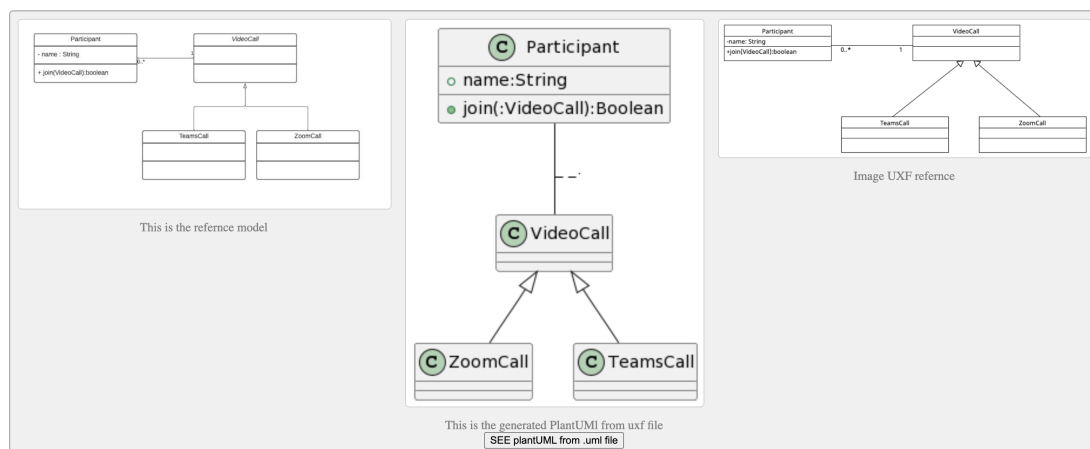 Participant
- name : String
+ join(VideoCall):boolean
0..*
1
VideoCall
TeamsCall
ZoomCall
This is the refernce model
C Participant
name:String
join(:VideoCall):Boolean
C VideoCall
C ZoomCall
C TeamsCall
This is the generated PlantUMl from uxf file
SEE plantUML from .uml file
Participant
-name: String
+join(VideoCall):boolean
0..*
1
VideoCall
TeamsCall
ZoomCall
Image UXF refernce